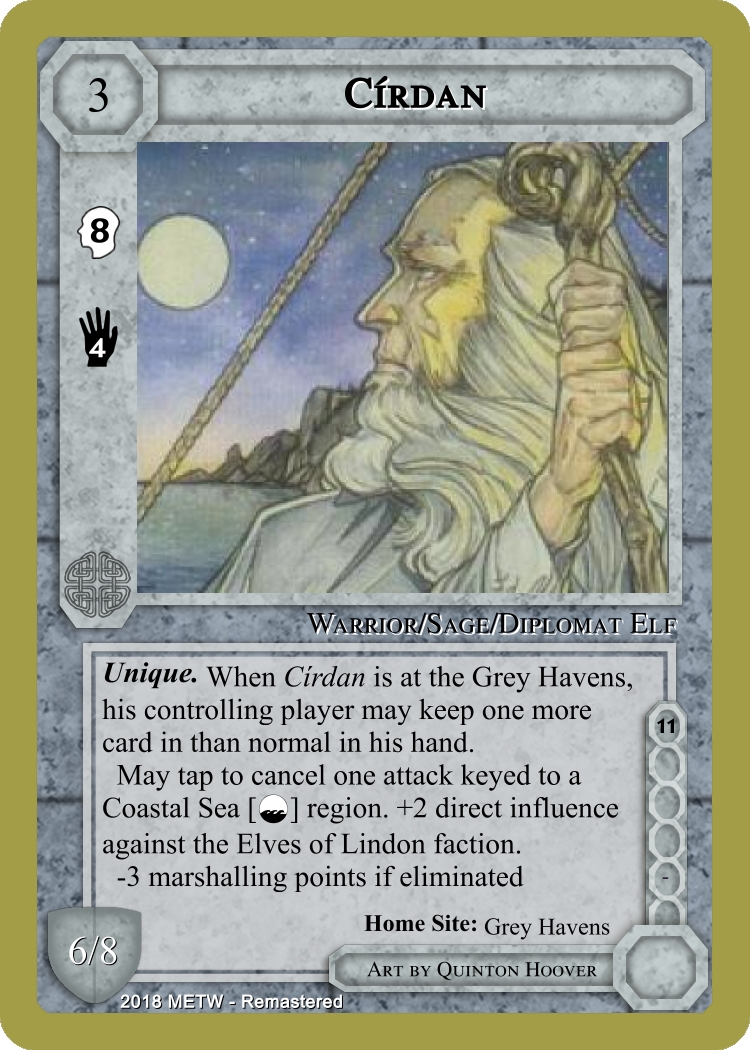 3
CÍRDAN
8
4
WARRIOR/SAGE/DIPLOMAT ELF
Unique. When Círdan is at the Grey Havens,
his controlling player may keep one more
card in than normal in his hand.
May tap to cancel one attack keyed to a
Coastal Sea [ ] region. +2 direct influence
against the Elves of Lindon faction.
-3 marshalling points if eliminated
11
-
Home Site: Grey Havens
6/8
ART BY QUINTON HOOVER
2018 METW - Remastered